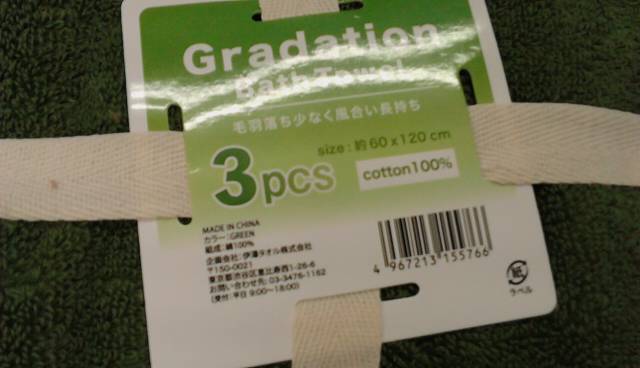 Gradation
Bath Towel
毛羽落ち少なく風合い長持ち
size : 約 60 x 120 cm
3pcs
cotton100%
MADE IN CHINA
カラー:GREEN
組成:綿100%
企画会社:伊澤タオル株式会社
〒150-0021
東京都渋谷区恵比寿西1-26-6
お問い合わせ先:03-3476-1162
(受付:平日 9:00~18:00)
4 967213 155766
紙
ラベル